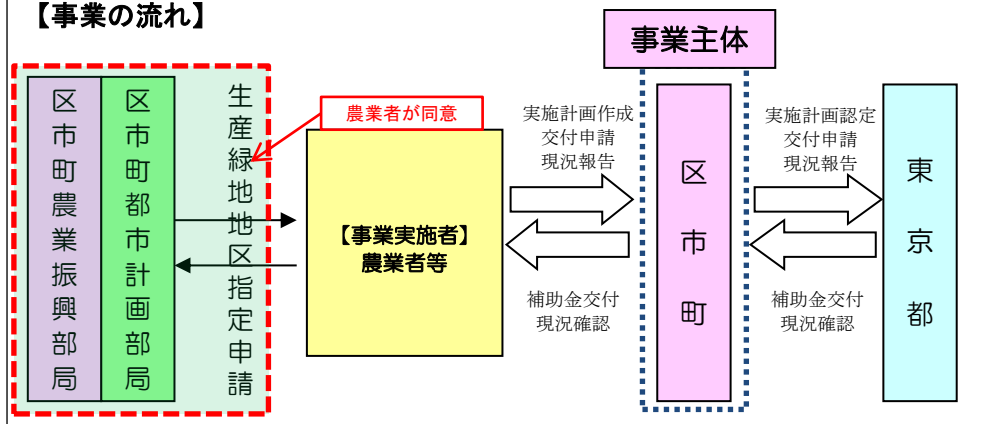 【事業の流れ】
事業主体
区市町農業振興部局
区市町都市計画部局
生産緑地地区指定申請
農業者が同意
【事業実施者】
農業者等
実施計画作成
交付申請
現況報告
補助金交付
現況確認
区市町
実施計画認定
交付申請
現況報告
補助金交付
現況確認
東京都